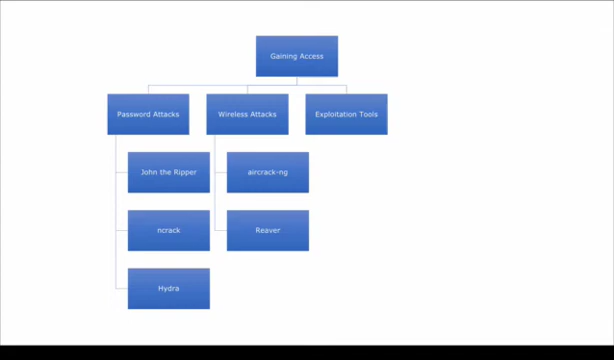 Gaining Access
Password Attacks
Wireless Attacks
Exploitation Tools
John the Ripper
aircrack-ng
ncrack
Reaver
Hydra